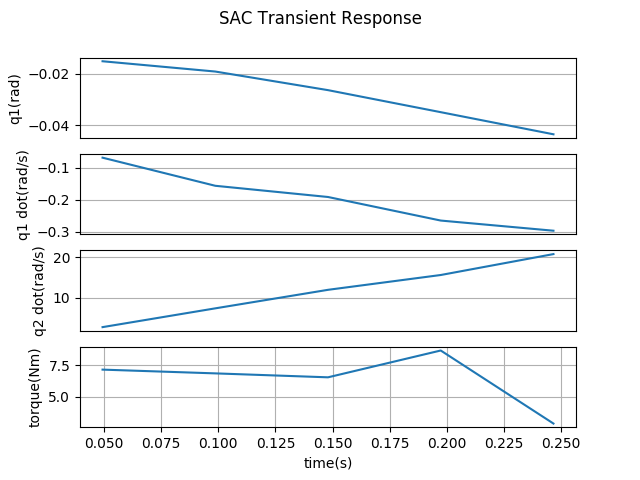 SAC Transient Response
q1(rad)
−0.02
−0.04
q1 dot(rad/s)
−0.1
−0.2
−0.3
q2 dot(rad/s)
20
10
torque(Nm)
7.5
5.0
0.050 0.075 0.100 0.125 0.150 0.175 0.200 0.225 0.250
time(s)